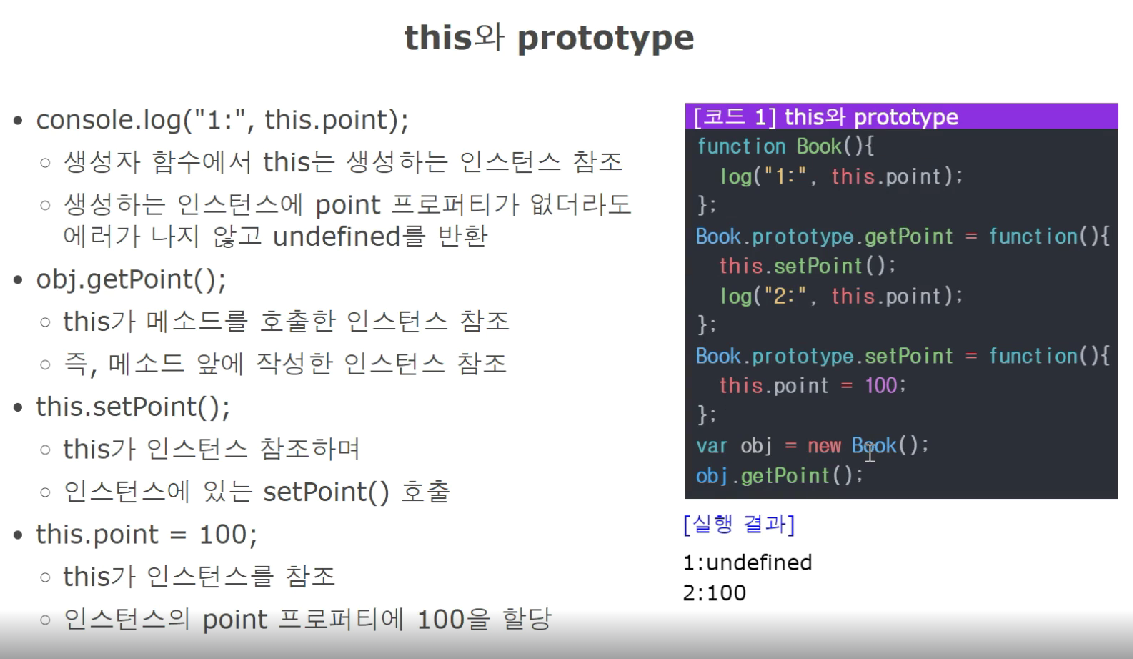 this와 prototype
• console.log("1:", this.point);
○ 생성자 함수에서 this는 생성하는 인스턴스 참조
○ 생성하는 인스턴스에 point 프로퍼티가 없더라도
에러가 나지 않고 undefined를 반환
• obj.getPoint();
○ this가 메소드를 호출한 인스턴스 참조
○ 즉, 메소드 앞에 작성한 인스턴스 참조
• this.setPoint();
○ this가 인스턴스 참조하며
○ 인스턴스에 있는 setPoint() 호출
• this.point = 100;
○ this가 인스턴스를 참조
○ 인스턴스의 point 프로퍼티에 100을 할당
[코드 1] this와 prototype
function Book(){
log("1:", this.point);
};
Book.prototype.getPoint = function(){
this.setPoint();
log("2:", this.point);
};
Book.prototype.setPoint = function(){
this.point = 100;
};
var obj = new Book();
obj.getPoint();
[실행 결과]
1:undefined
2:100